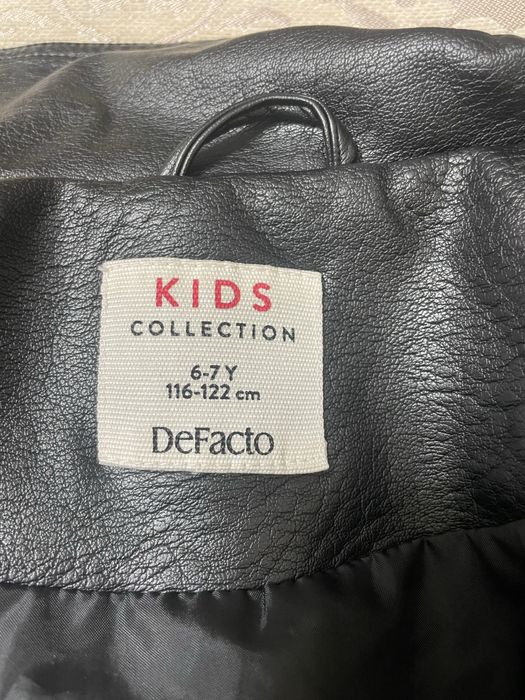 KIDS
COLLECTION
6-7 Y
116-122 cm
DeFacto